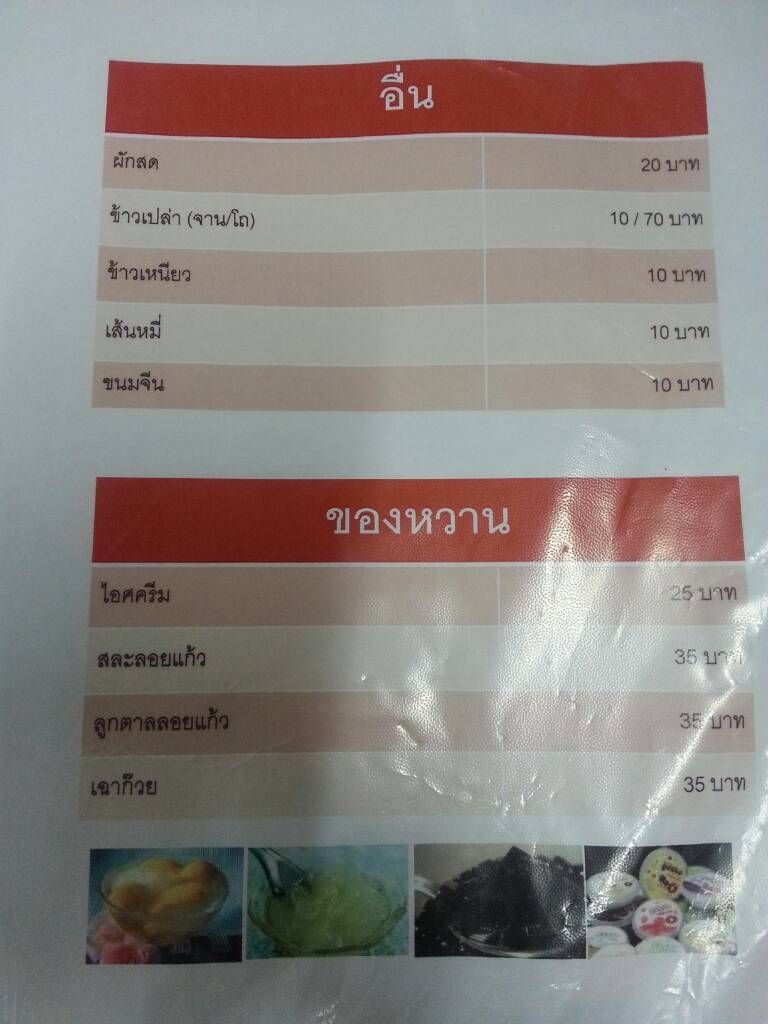 อื่น
ผักสด 20 บาท
ข้าวเปล่า (จาน/โถ) 10 / 70 บาท
ข้าวเหนียว 10 บาท
เส้นหมี่ 10 บาท
ขนมจีน 10 บาท
ของหวาน
ไอศครีม 25 บาท
สละลอยแก้ว 35 บาท
ลูกตาลลอยแก้ว 35 บาท
เฉาก๊วย 35 บาท